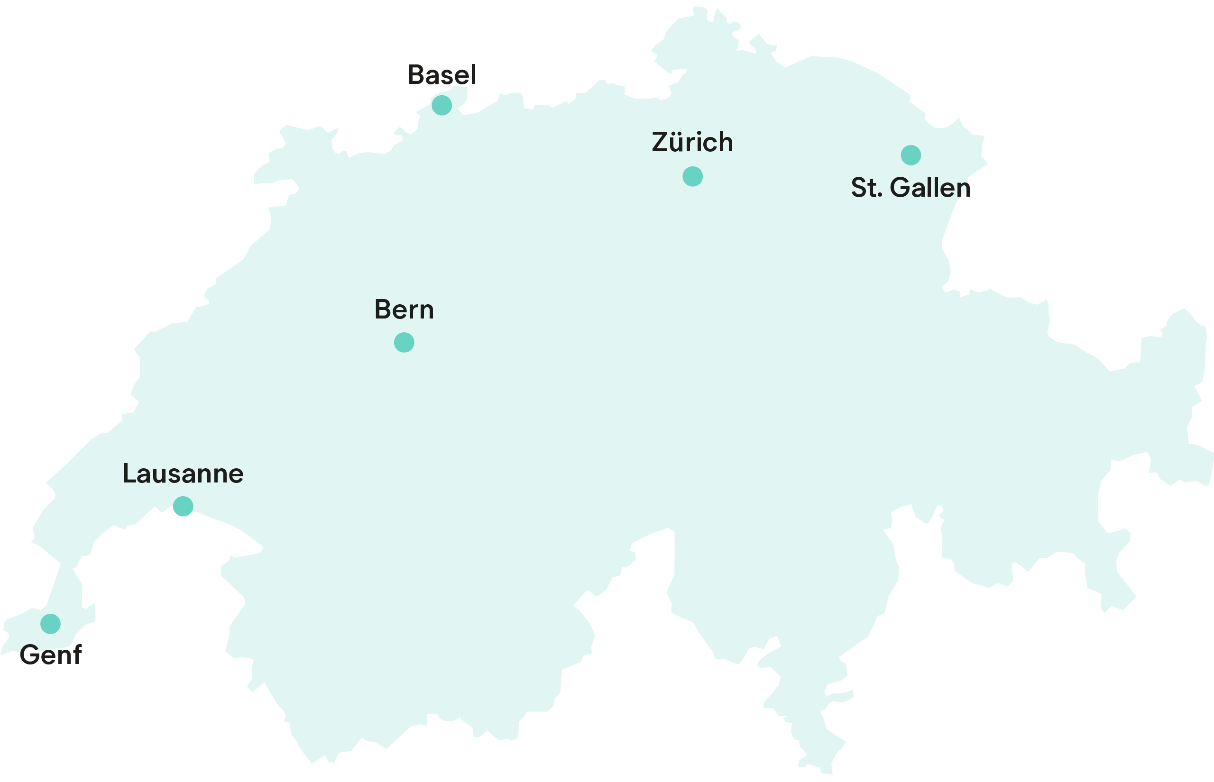 Basel
Zürich
St. Gallen
Bern
Lausanne
Genf